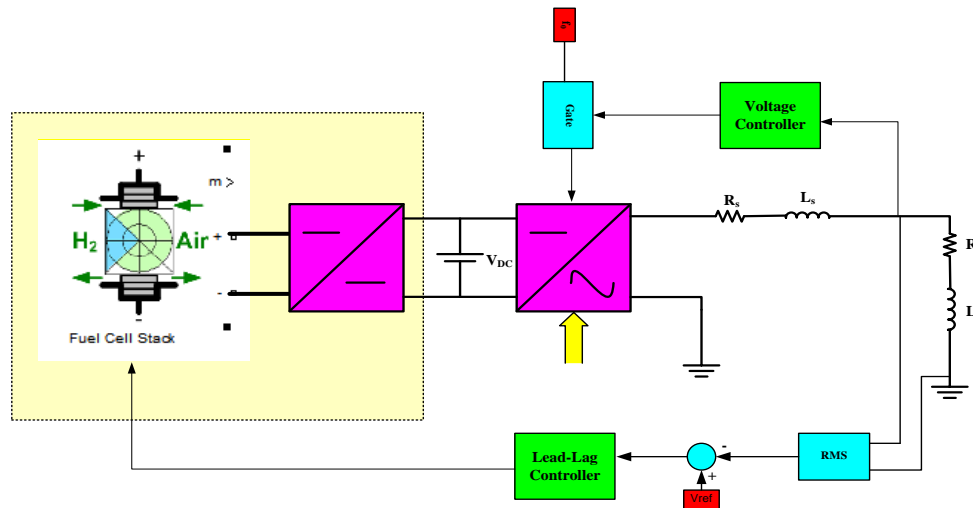 fs
Gate
Voltage
Controller
+
m >
H2
Air
+
-
-
Fuel Cell Stack
VDC
Rs
Ls
R
L
Lead-Lag
Controller
-
+
RMS
Vref